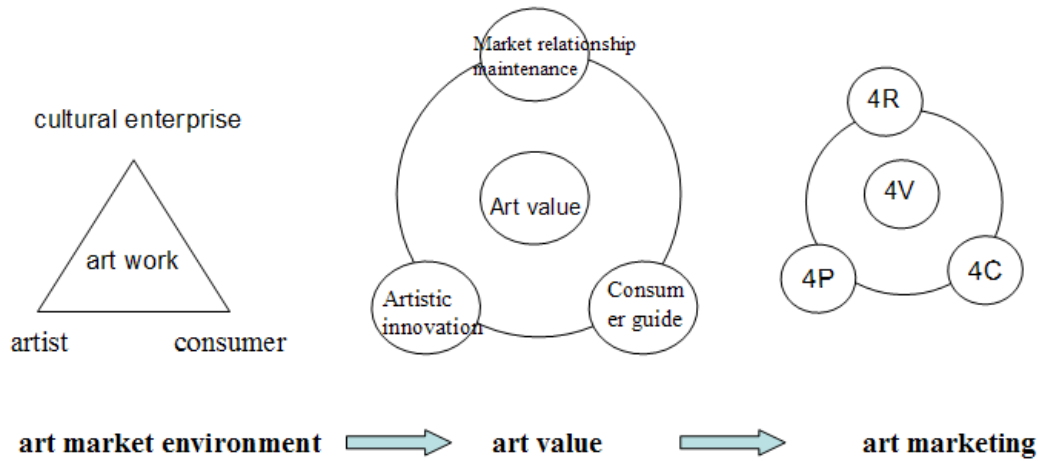 cultural enterprise
art work
artist
consumer
Market relationship
maintenance
Art value
Artistic
innovation
Consum
er guide
4R
4V
4P
4C
art market environment
art value
art marketing